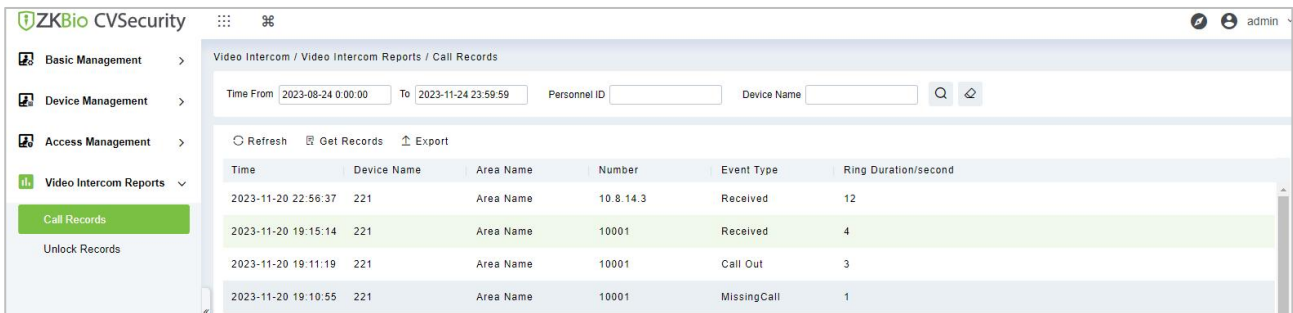 ZKBio CVSecurity
admin
Basic Management
Device Management
Access Management
Video Intercom Reports
Call Records
Unlock Records
Video Intercom / Video Intercom Reports / Call Records
Time From 2023-08-24 0:00:00 To 2023-11-24 23:59:59 Personnel ID Device Name
Refresh Get Records Export
Time Device Name Area Name Number Event Type Ring Duration/second
2023-11-20 22:56:37 221 Area Name 10.8.14.3 Received 12
2023-11-20 19:15:14 221 Area Name 10001 Received 4
2023-11-20 19:11:19 221 Area Name 10001 Call Out 3
2023-11-20 19:10:55 221 Area Name 10001 MissingCall 1